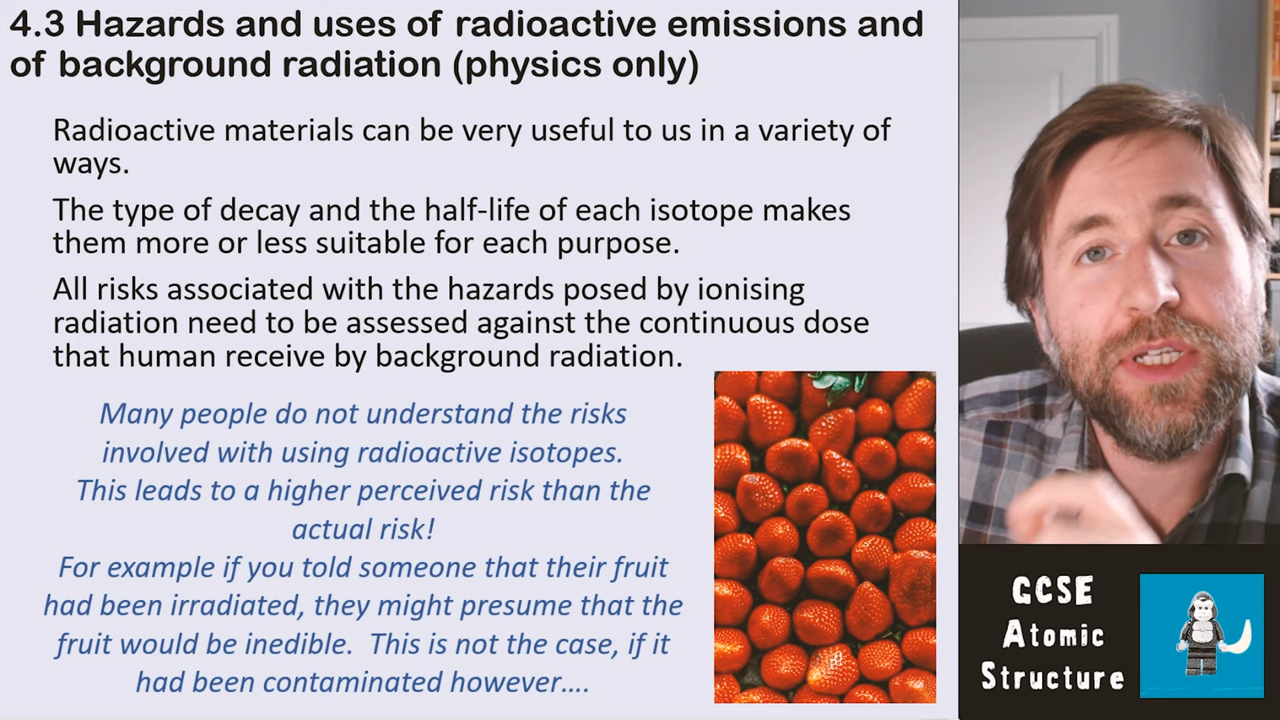 4.3 Hazards and uses of radioactive emissions and
of background radiation (physics only)
Radioactive materials can be very useful to us in a variety of
ways.
The type of decay and the half-life of each isotope makes
them more or less suitable for each purpose.
All risks associated with the hazards posed by ionising
radiation need to be assessed against the continuous dose
that human receive by background radiation.
Many people do not understand the risks
involved with using radioactive isotopes.
This leads to a higher perceived risk than the
actual risk!
For example if you told someone that their fruit
had been irradiated, they might presume that the
fruit would be inedible.  This is not the case, if it
had been contaminated however....
GCSE
Atomic
Structure